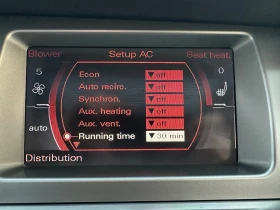 Blower Setup AC Seat heat.
5 Econ off 0
Auto recirc. off
Synchron. off
Aux. heating off
auto Aux. vent. off
Running time 30 min
Distribution